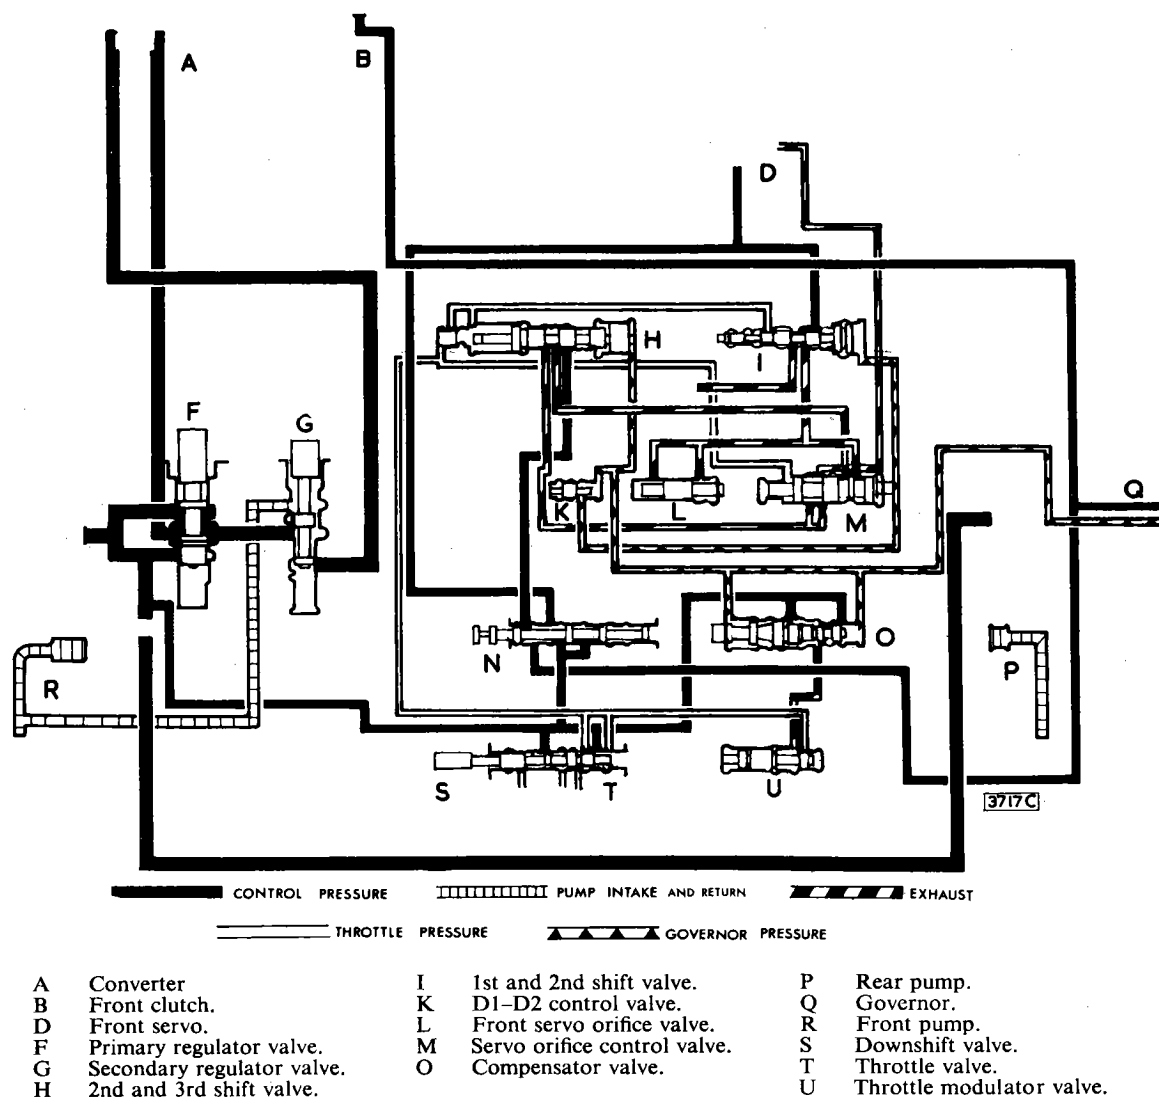 A
B
D
H
I
F
G
K
L
M
Q
N
O
R
P
S
T
U
3717C
CONTROL PRESSURE
PUMP INTAKE AND RETURN
EXHAUST
THROTTLE PRESSURE
GOVERNOR PRESSURE
A Converter
B Front clutch.
D Front servo.
F Primary regulator valve.
G Secondary regulator valve.
H 2nd and 3rd shift valve.
I 1st and 2nd shift valve.
K D1–D2 control valve.
L Front servo orifice valve.
M Servo orifice control valve.
O Compensator valve.
P Rear pump.
Q Governor.
R Front pump.
S Downshift valve.
T Throttle valve.
U Throttle modulator valve.